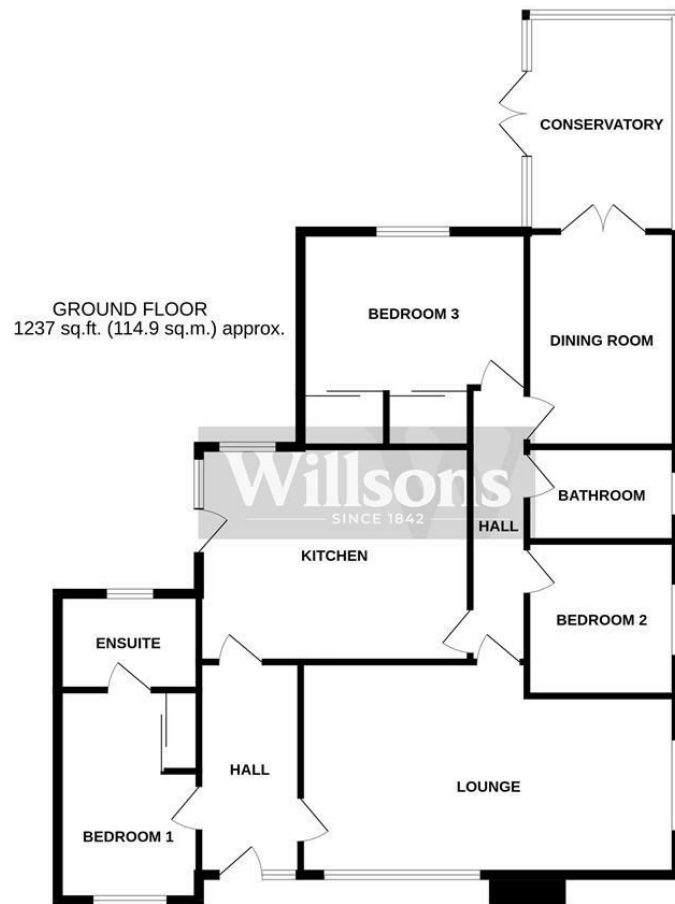 CONSERVATORY
GROUND FLOOR
1237 sq.ft. (114.9 sq.m.) approx.
BEDROOM 3
DINING ROOM
Willsons
SINCE 1842
BATHROOM
HALL
KITCHEN
BEDROOM 2
ENSUITE
HALL
LOUNGE
BEDROOM 1